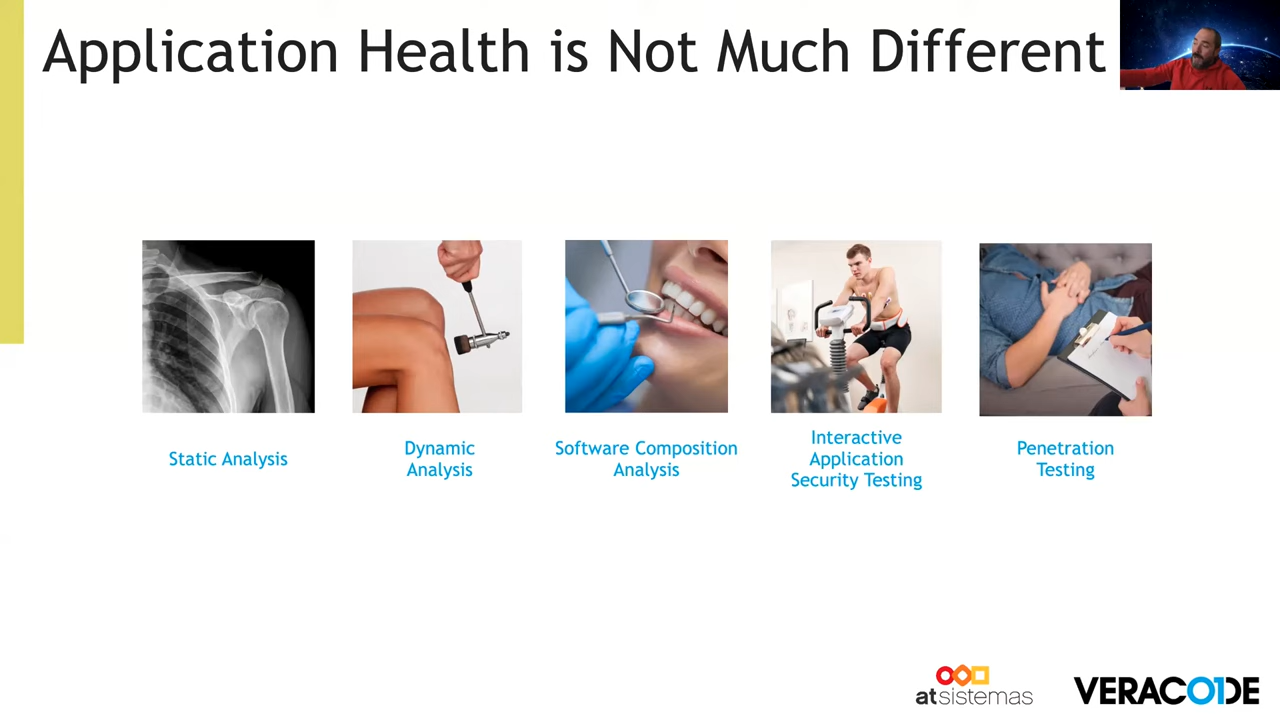 Application Health is Not Much Different
Static Analysis
Dynamic
Analysis
Software Composition
Analysis
Interactive
Application
Security Testing
Penetration
Testing
atsistemas
VERACODE